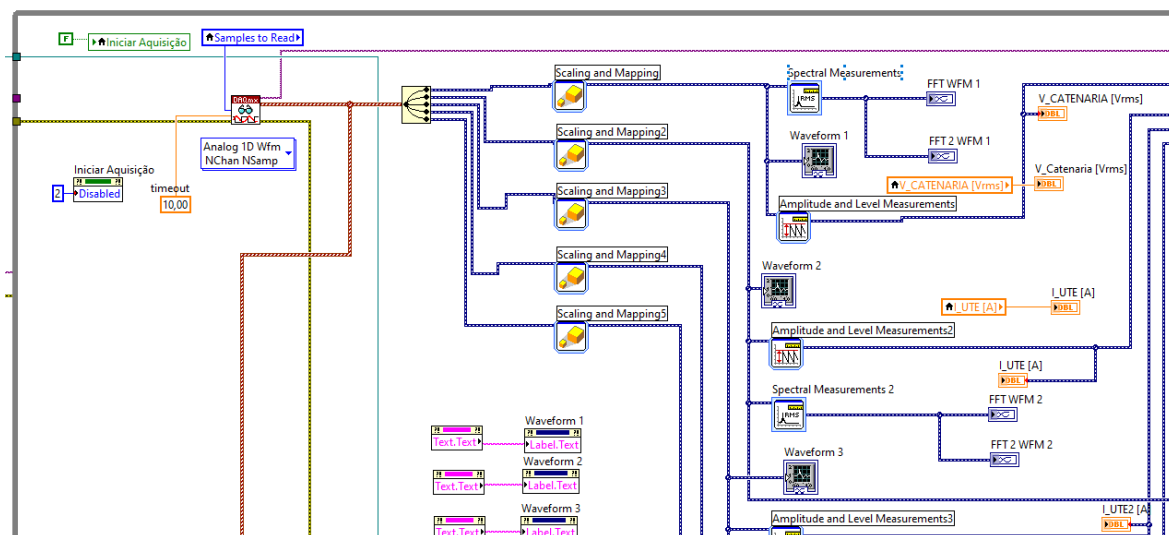 F
Iniciar Aquisição
Samples to Read
DAQmx
Analog 1D Wfm
NChan NSamp
Iniciar Aquisição
2
Disabled
timeout
10,00
Scaling and Mapping
Scaling and Mapping2
Scaling and Mapping3
Scaling and Mapping4
Scaling and Mapping5
Spectral Measurements
RMS
FFT WFM 1
FFT 2 WFM 1
V_CATENARIA [Vrms]
DBL
Waveform 1
V_CATENARIA [Vrms]
V_Catenaria [Vrms]
DBL
Amplitude and Level Measurements
Waveform 2
I_UTE [A]
I_UTE [A]
DBL
Amplitude and Level Measurements2
I_UTE [A]
DBL
Spectral Measurements 2
RMS
FFT WFM 2
FFT 2 WFM 2
Waveform 3
I_UTE2 [A
DBL
Amplitude and Level Measurements3
Waveform 1
Text.Text
Label.Text
Waveform 2
Text.Text
Label.Text
Waveform 3
Text.Text
Label.Text